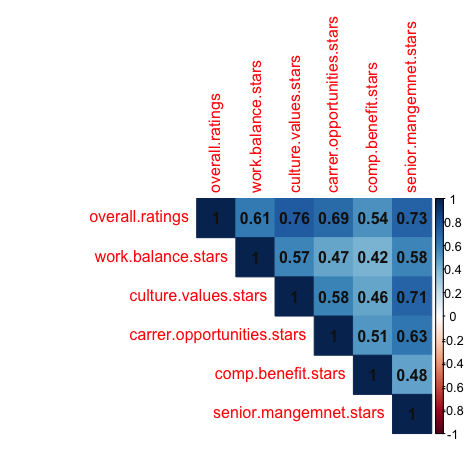 overall.ratings
work.balance.stars
culture.values.stars
carrer.opportunities.stars
comp.benefit.stars
senior.mangemnet.stars
overall.ratings 1 0.61 0.76 0.69 0.54 0.73
work.balance.stars 1 0.57 0.47 0.42 0.58
culture.values.stars 1 0.58 0.46 0.71
carrer.opportunities.stars 1 0.51 0.63
comp.benefit.stars 1 0.48
senior.mangemnet.stars 1
1
0.8
0.6
0.4
0.2
0
-0.2
-0.4
-0.6
-0.8
-1